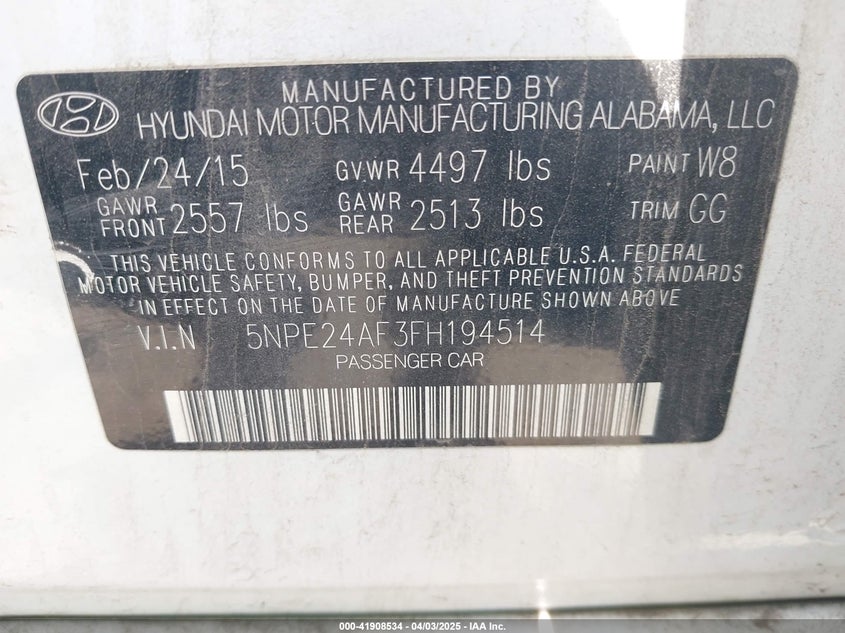 MANUFACTURED BY
HYUNDAI MOTOR MANUFACTURING ALABAMA, LLC
Feb/24/15 GVWR 4497 lbs PAINT W8
GAWR FRONT 2557 lbs GAWR REAR 2513 lbs TRIM GG
THIS VEHICLE CONFORMS TO ALL APPLICABLE U.S.A. FEDERAL
MOTOR VEHICLE SAFETY, BUMPER, AND THEFT PREVENTION STANDARDS
IN EFFECT ON THE DATE OF MANUFACTURE SHOWN ABOVE
V.I.N 5NPE24AF3FH194514
PASSENGER CAR
000-41908534 - 04/03/2025 - IAA Inc.